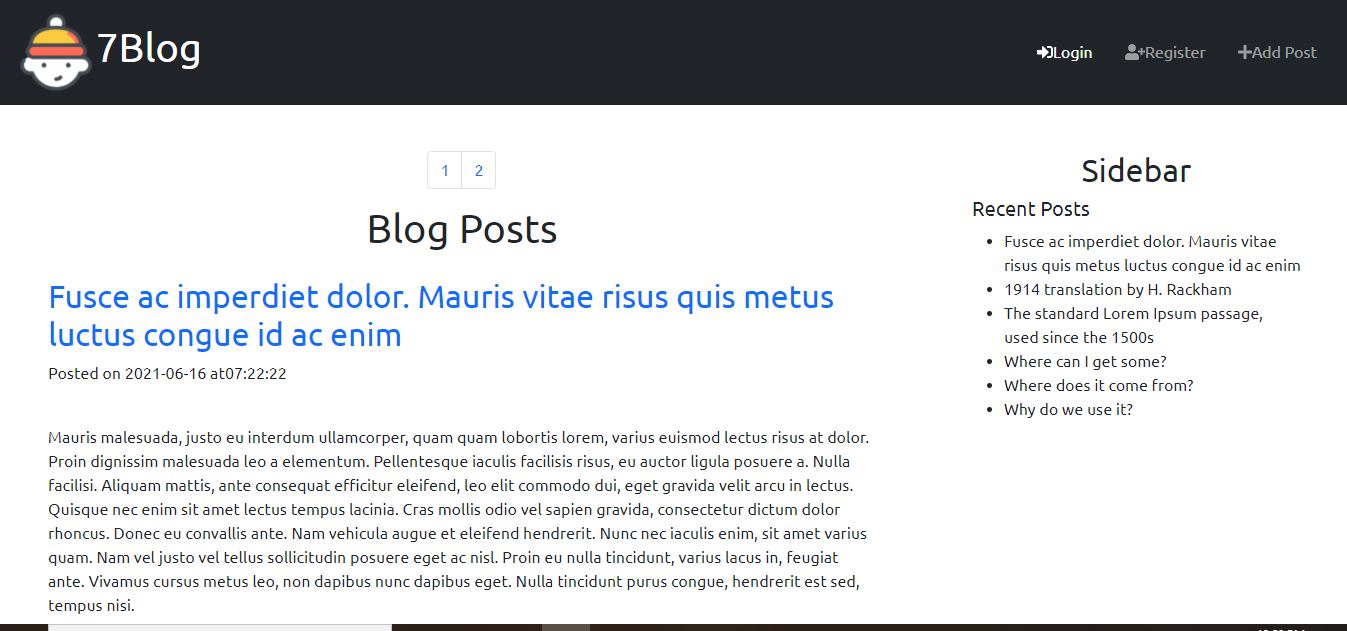 7Blog
Login
Register
Add Post
1
2
Blog Posts
Fusce ac imperdiet dolor. Mauris vitae risus quis metus
luctus congue id ac enim
Posted on 2021-06-16 at07:22:22
Mauris malesuada, justo eu interdum ullamcorper, quam quam lobortis lorem, varius euismod lectus risus at dolor.
Proin dignissim malesuada leo a elementum. Pellentesque iaculis facilisis risus, eu auctor ligula posuere a. Nulla
facilisi. Aliquam mattis, ante consequat efficitur eleifend, leo elit commodo dui, eget gravida velit arcu in lectus.
Quisque nec enim sit amet lectus tempus lacinia. Cras mollis odio vel sapien gravida, consectetur dictum dolor
rhoncus. Donec eu convallis ante. Nam vehicula augue et eleifend hendrerit. Nunc nec iaculis enim, sit amet varius
quam. Nam vel justo vel tellus sollicitudin posuere eget ac nisl. Proin eu nulla tincidunt, varius lacus in, feugiat
ante. Vivamus cursus metus leo, non dapibus nunc dapibus eget. Nulla tincidunt purus congue, hendrerit est sed,
tempus nisi.
Sidebar
Recent Posts
Fusce ac imperdiet dolor. Mauris vitae
risus quis metus luctus congue id ac enim
1914 translation by H. Rackham
The standard Lorem Ipsum passage,
used since the 1500s
Where can I get some?
Where does it come from?
Why do we use it?